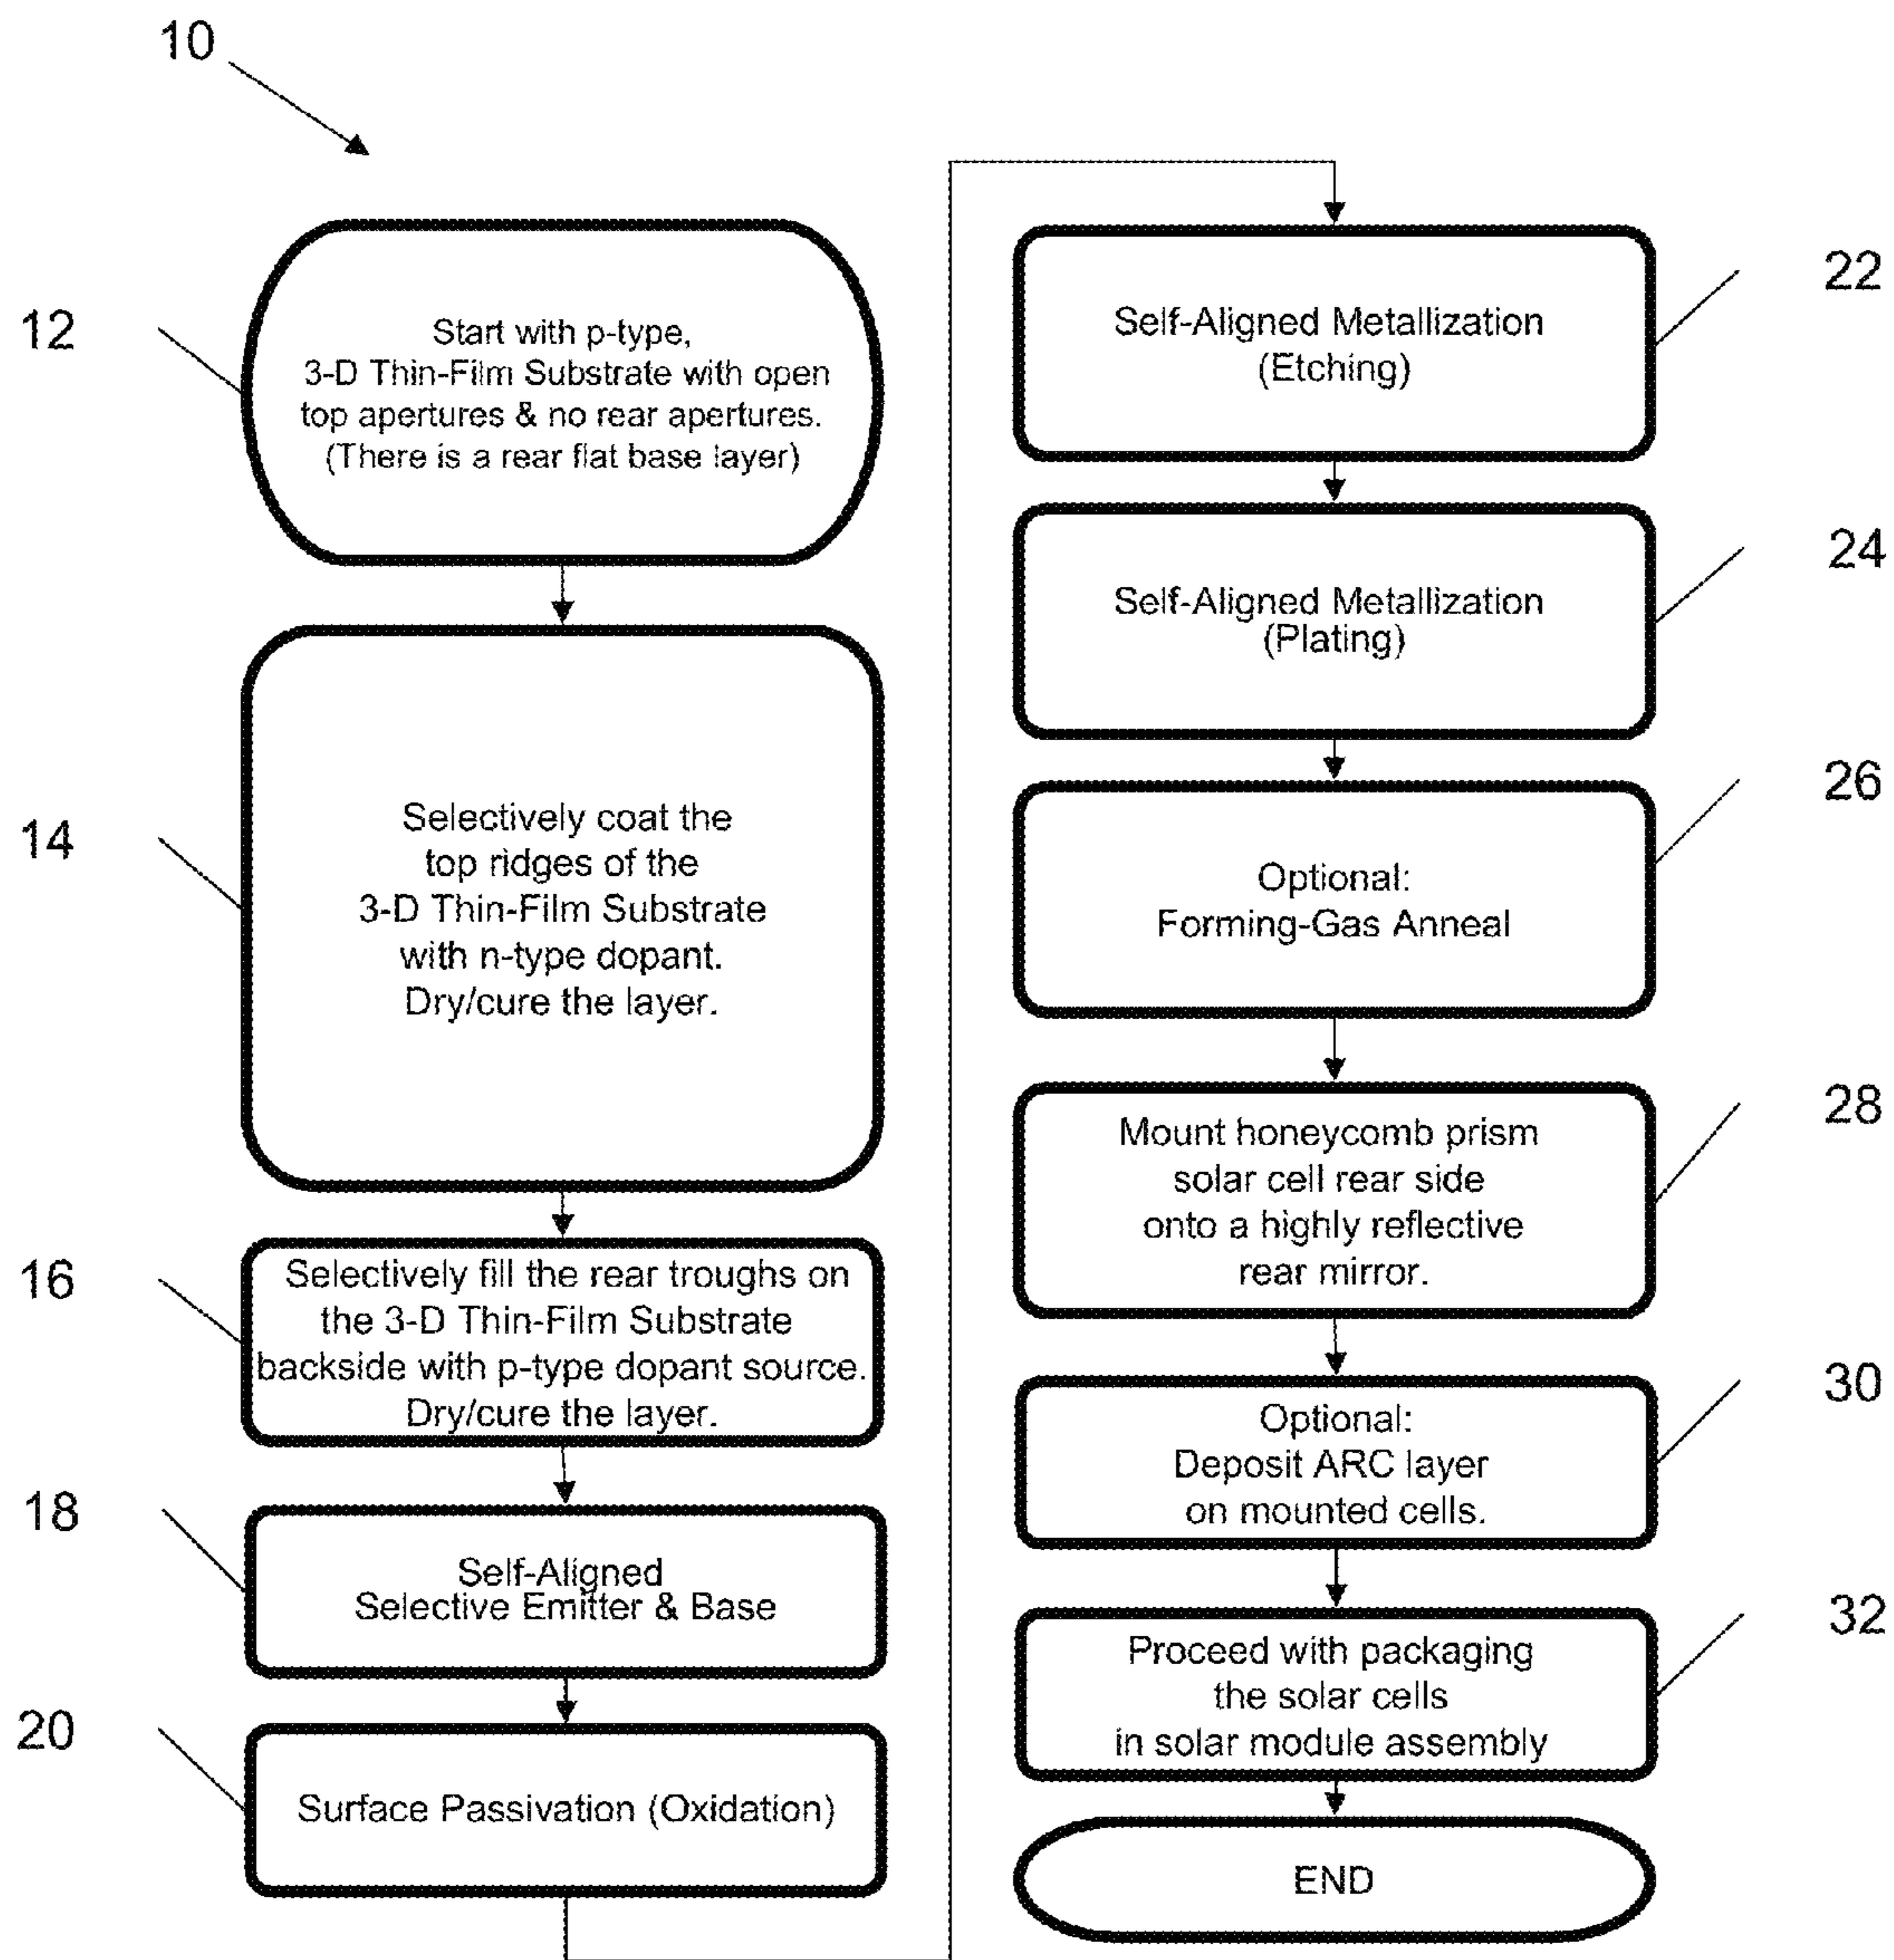 10
12
Start with p-type,
3-D Thin-Film Substrate with open
top apertures & no rear apertures.
(There is a rear flat base layer)
14
Selectively coat the
top ridges of the
3-D Thin-Film Substrate
with n-type dopant.
Dry/cure the layer.
16
Selectively fill the rear troughs on
the 3-D Thin-Film Substrate
backside with p-type dopant source.
Dry/cure the layer.
18
Self-Aligned
Selective Emitter & Base
20
Surface Passivation (Oxidation)
22
Self-Aligned Metallization
(Etching)
24
Self-Aligned Metallization
(Plating)
26
Optional:
Forming-Gas Anneal
28
Mount honeycomb prism
solar cell rear side
onto a highly reflective
rear mirror.
30
Optional:
Deposit ARC layer
on mounted cells.
32
Proceed with packaging
the solar cells
in solar module assembly
END